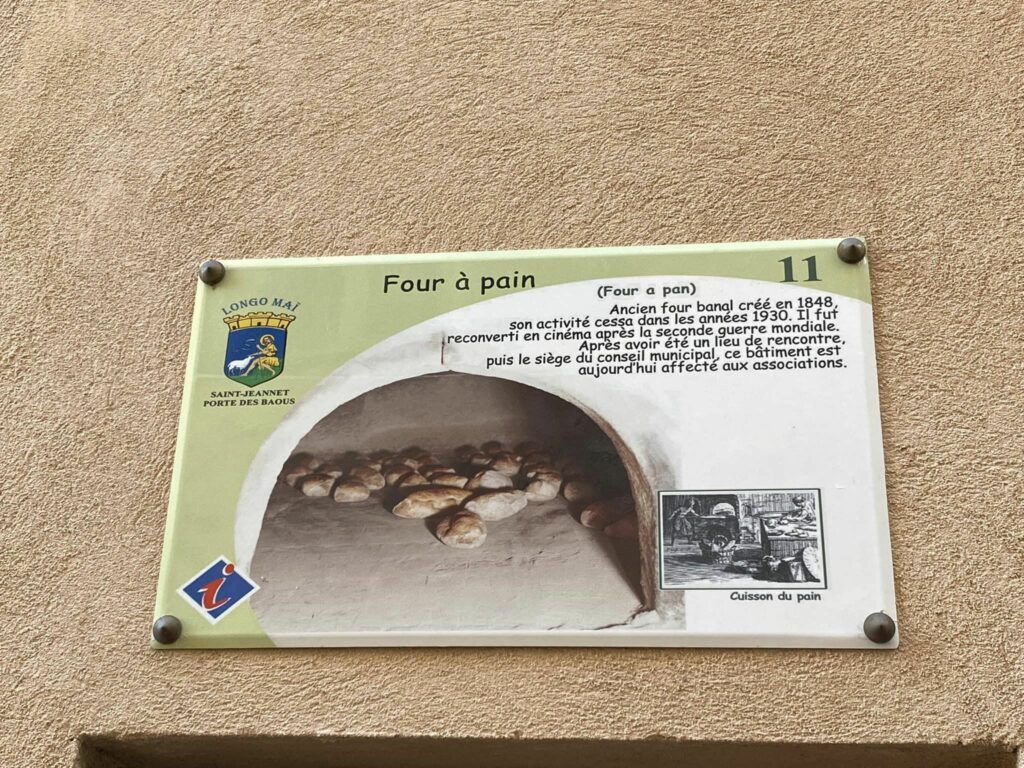 Four à pain
11
(Four a pan)
Ancien four banal créé en 1848,
son activité cessa dans les années 1930. Il fut
reconverti en cinéma après la seconde guerre mondiale.
Après avoir été un lieu de rencontre,
puis le siège du conseil municipal, ce bâtiment est
aujourd'hui affecté aux associations.
LONGO MAÏ
SAINT-JEANNET
PORTE DES BAOUS
i
Cuisson du pain